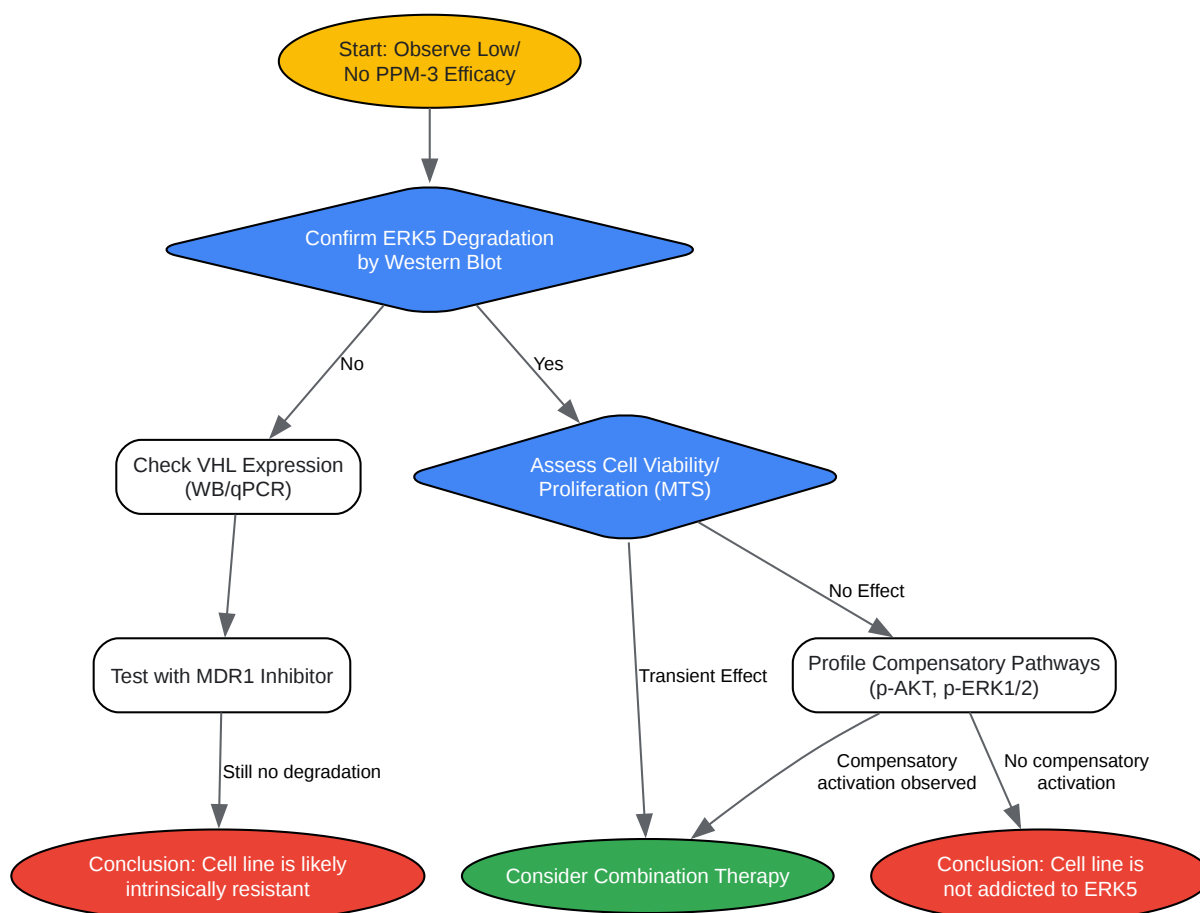 Start: Observe Low/
No PPM-3 Efficacy
Confirm ERK5 Degradation
by Western Blot
No
Yes
Check VHL Expression
(WB/qPCR)
Assess Cell Viability/
Proliferation (MTS)
No Effect
Test with MDR1 Inhibitor
Transient Effect
Profile Compensatory Pathways
(p-AKT, p-ERK1/2)
Still no degradation
Compensatory
activation observed
No compensatory
activation
Conclusion: Cell line is likely
intrinsically resistant
Consider Combination Therapy
Conclusion: Cell line is
not addicted to ERK5